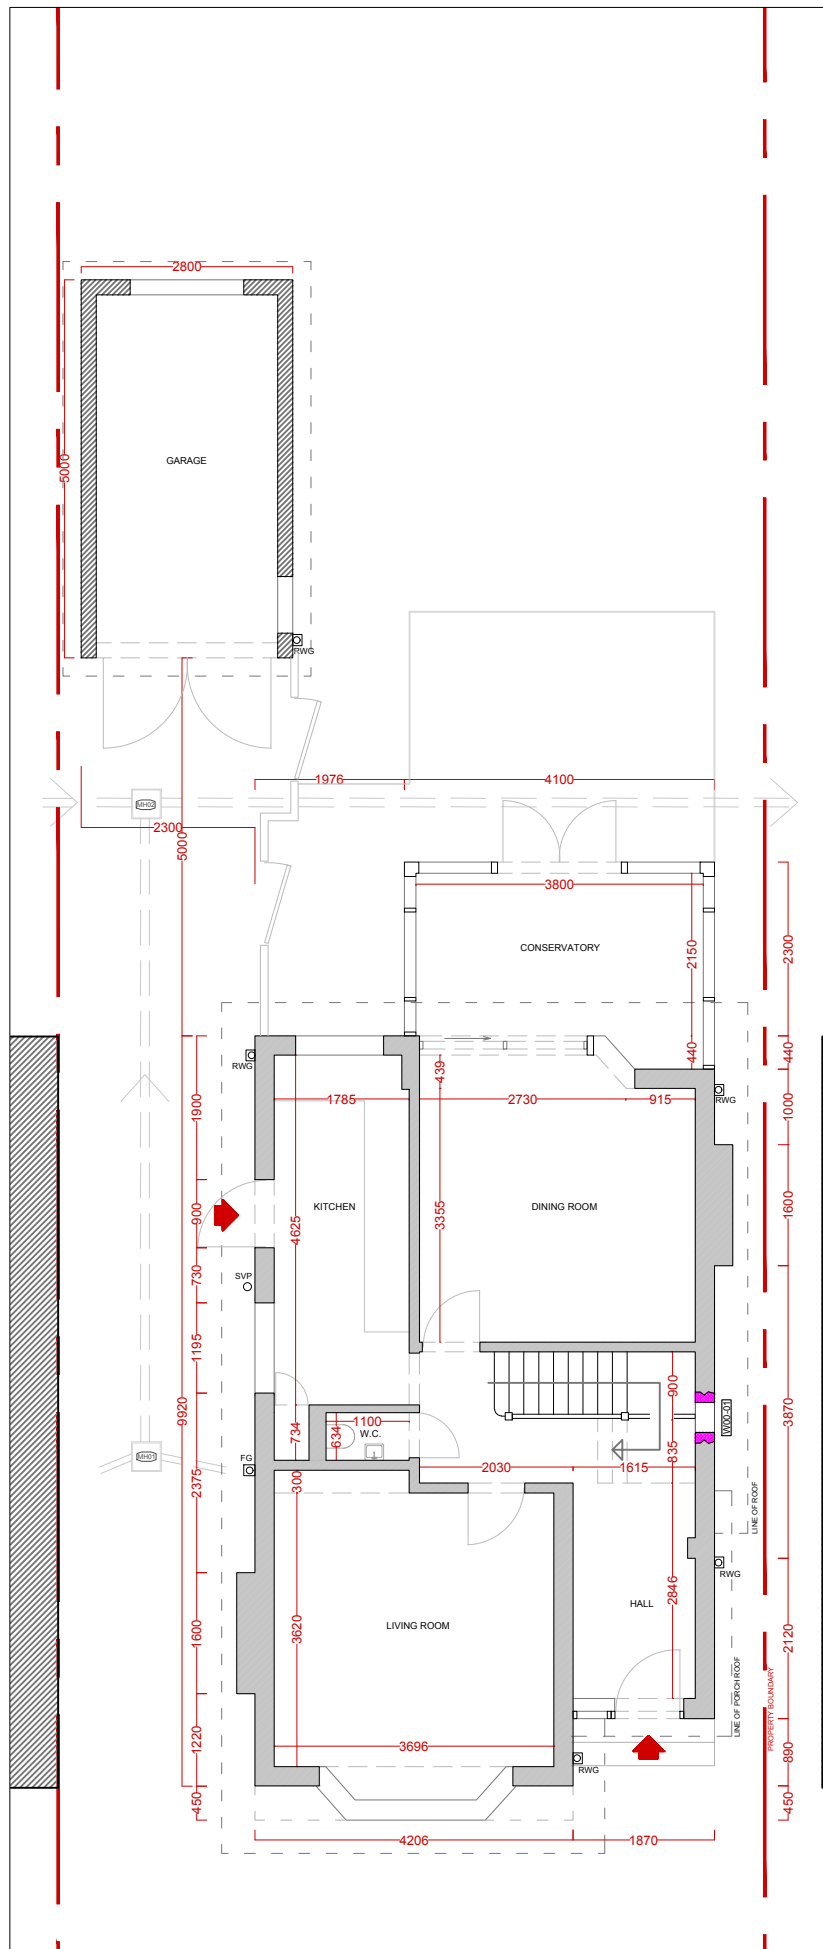 2800
GARAGE
5000
RWG
1976
4100
MH02
2300
5000
3800
CONSERVATORY
2150
2300
RWG
439
440
440
1785
2730
915
RWG
1000
1900
KITCHEN
DINING ROOM
900
4625
3355
1600
SVP
730
1195
900
734
1100
W.C.
634
W00-01
3870
9920
835
MH01
FG
2375
300
2030
1615
LINE OF ROOF
RWG
HALL
2846
LIVING ROOM
3620
1600
2120
LINE OF PORCH ROOF
PROPERTY BOUNDARY
1220
3696
RWG
890
450
450
4206
1870